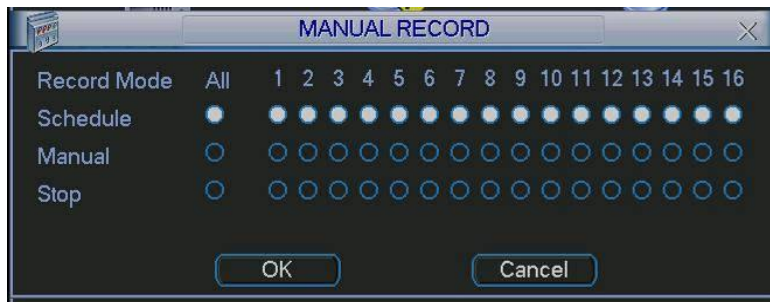 MANUAL RECORD
Record Mode All 1 2 3 4 5 6 7 8 9 10 11 12 13 14 15 16
Schedule
Manual
Stop
OK Cancel